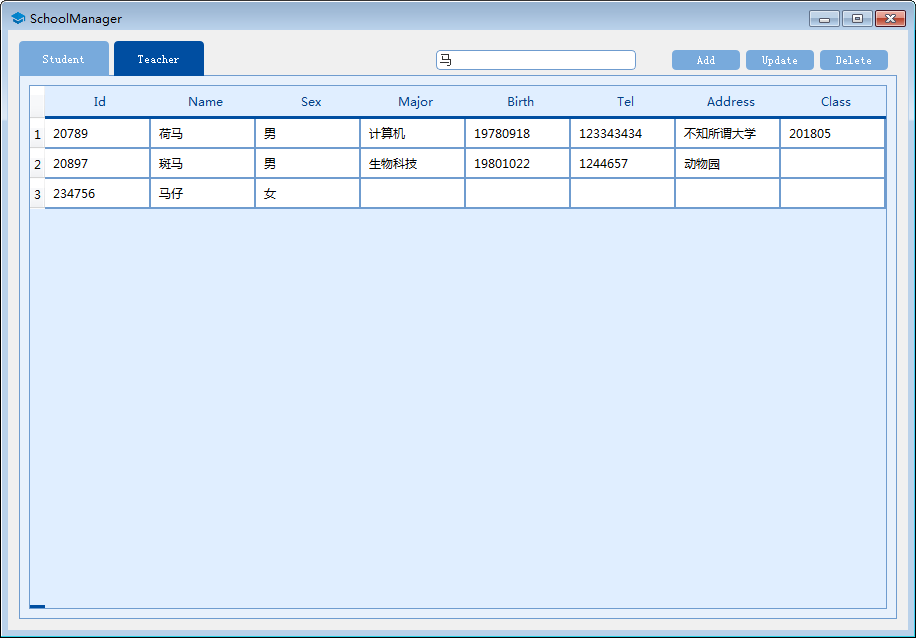 SchoolManager
Student Teacher 马 Add Update Delete
Id Name Sex Major Birth Tel Address Class
1 20789 荷马 男 计算机 19780918 123343434 不知所谓大学 201805
2 20897 斑马 男 生物科技 19801022 1244657 动物园
3 234756 马仔 女